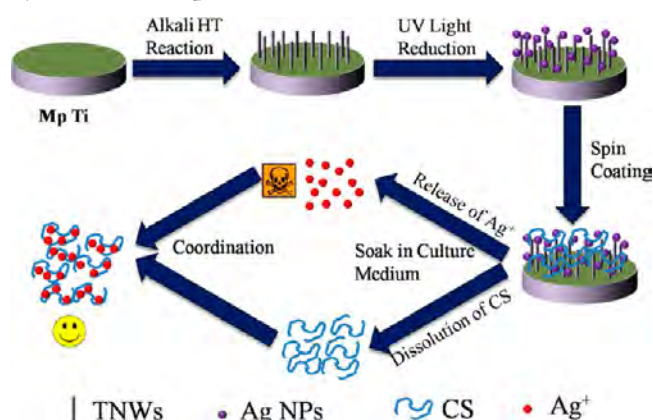 Alkali HT
Reaction
UV Light
Reduction
Mp Ti
Spin
Coating
Release of Ag⁺
Coordination
Soak in Culture
Medium
Dissolution of CS
TNWs
Ag NPs
CS
Ag⁺